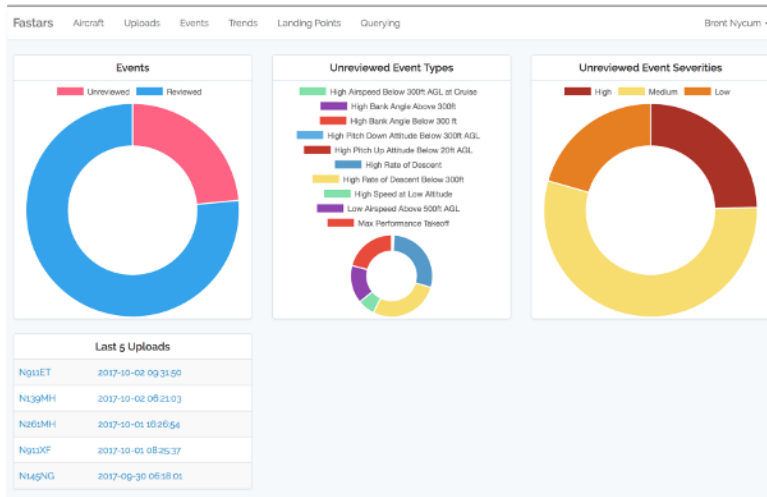 Fastars Aircraft Uploads Events Trends Landing Points Querying Brent Nycum
Events
Unreviewed Reviewed
Unreviewed Event Types
High Airspeed Below 300ft AGL at Cruise
High Bank Angle Above 300ft
High Bank Angle Below 300 ft
High Pitch Down Attitude Below 300ft AGL
High Pitch Up Attitude Below 20ft AGL
High Rate of Descent
High Rate of Descent Below 300ft
High Speed at Low Altitude
Low Airspeed Above 500ft AGL
Max Performance Takeoff
Unreviewed Event Severities
High Medium Low
Last 5 Uploads
N911ET 2017-10-02 09:31:50
N139MH 2017-10-02 06:21:03
N261MH 2017-10-01 16:26:54
N911XF 2017-10-01 08:25:37
N145NG 2017-09-30 06:18:01